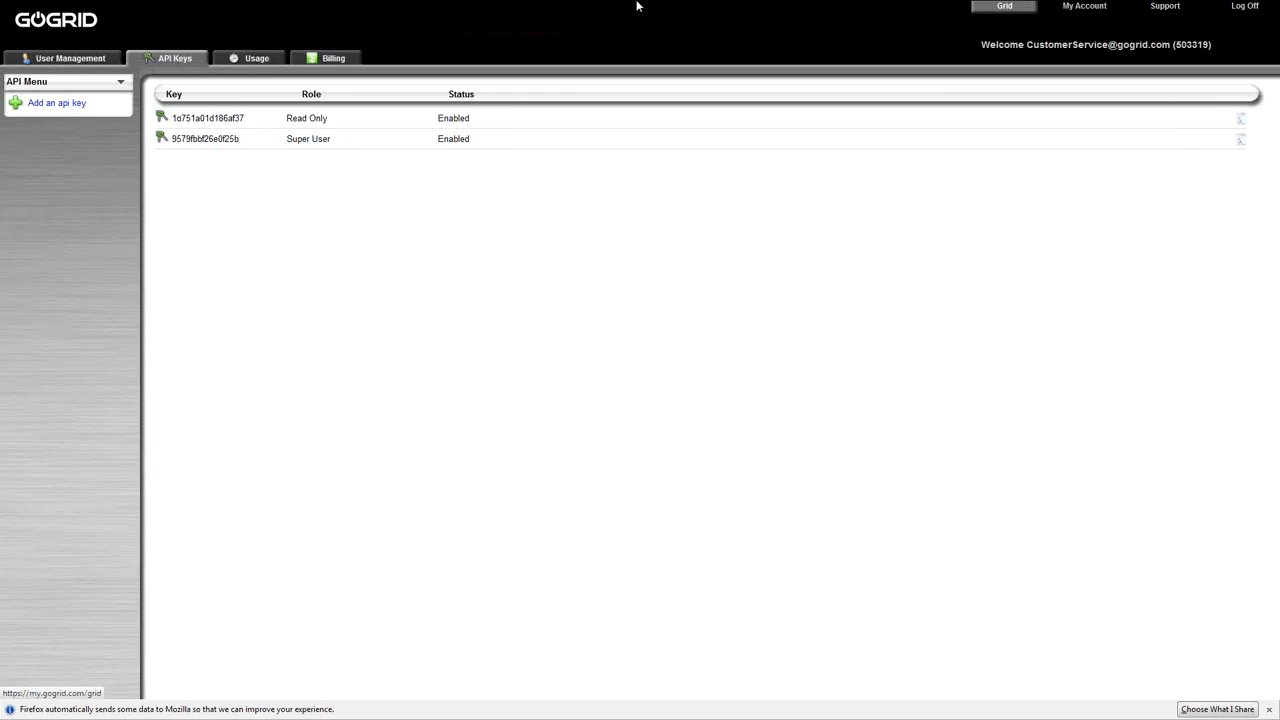 GOGRID
Grid
My Account
Support
Log Off
Welcome CustomerService@gogrid.com (503319)
User Management
API Keys
Usage
Billing
API Menu
Add an api key
Key Role Status
1d751a01d186af37 Read Only Enabled
9579fbbf26e0f25b Super User Enabled
https://my.gogrid.com/grid
Firefox automatically sends some data to Mozilla so that we can improve your experience.
Choose What I Share